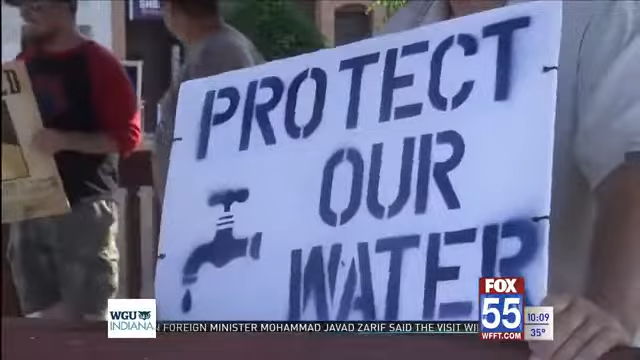 PROTECT
OUR
WATER
WGU
INDIANA
N FOREIGN MINISTER MOHAMMAD JAVAD ZARIF SAID THE VISIT WI
FOX
55
WFFT.COM
10:09
35°